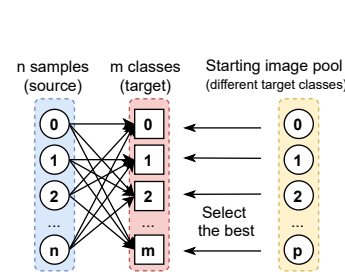 n samples
(source)
m classes
(target)
Starting image pool
(different target classes)
0
1
2
...
n
0
1
2
...
m
Select
the best
0
1
2
...
p